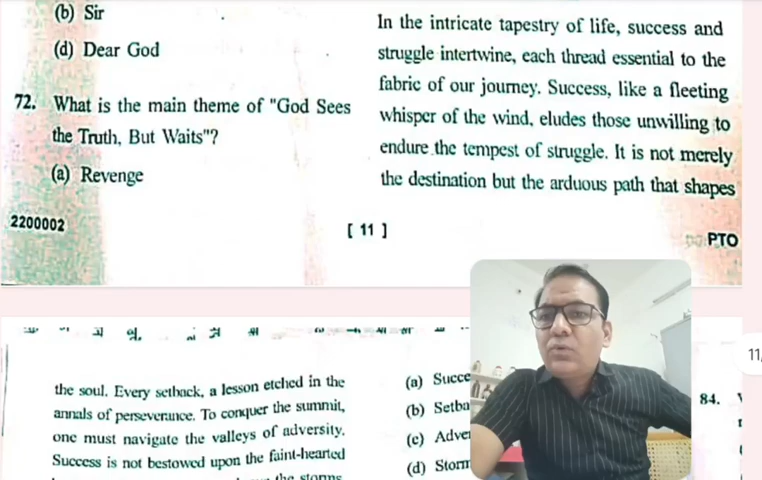 (b) Sir
(d) Dear God
72. What is the main theme of "God Sees
the Truth, But Waits"?
(a) Revenge
2200002
In the intricate tapestry of life, success and
struggle intertwine, each thread essential to the
fabric of our journey. Success, like a fleeting
whisper of the wind, eludes those unwilling to
endure the tempest of struggle. It is not merely
the destination but the arduous path that shapes
[ 11 ]
PTO
the soul. Every setback, a lesson etched in the
annals of perseverance. To conquer the summit,
one must navigate the valleys of adversity.
Success is not bestowed upon the faint-hearted
the storms
(a) Succe
(b) Setba
(c) Adve
(d) Storm
84.
11